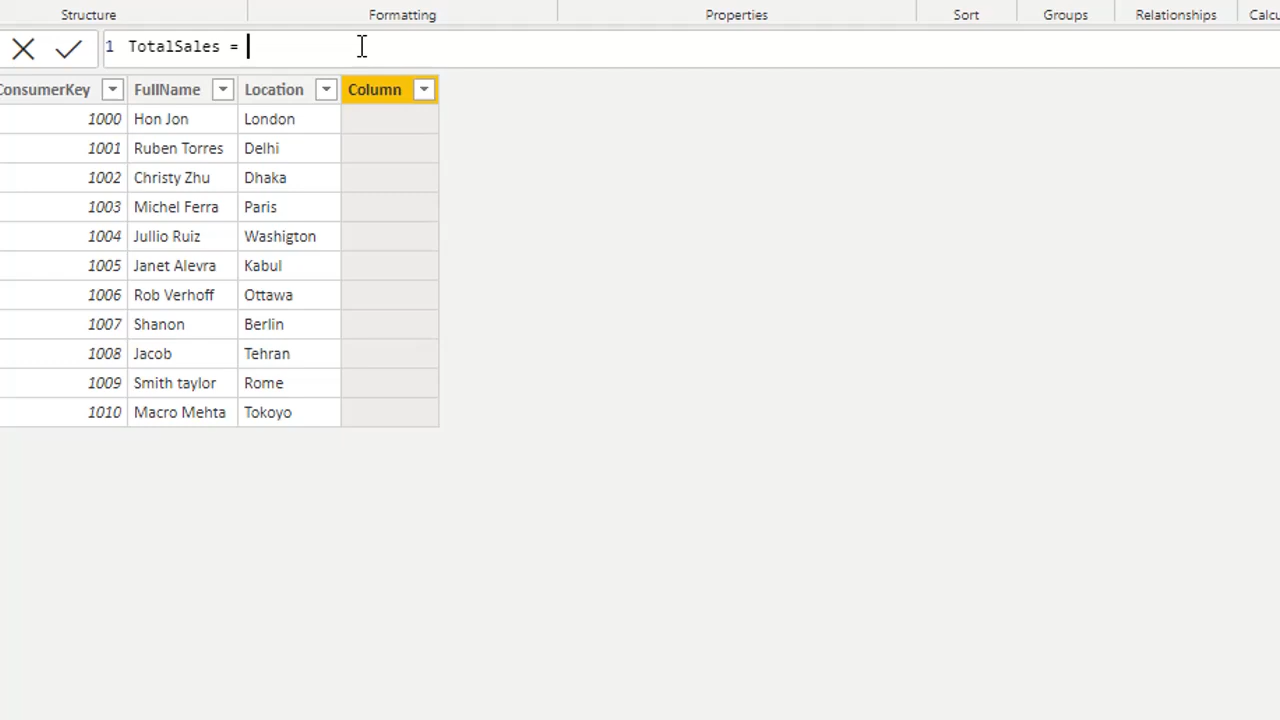 Structure Formatting Properties Sort Groups Relationships Calcu
1 TotalSales =
ConsumerKey FullName Location Column
1000 Hon Jon London
1001 Ruben Torres Delhi
1002 Christy Zhu Dhaka
1003 Michel Ferra Paris
1004 Jullio Ruiz Washigton
1005 Janet Alevra Kabul
1006 Rob Verhoff Ottawa
1007 Shanon Berlin
1008 Jacob Tehran
1009 Smith taylor Rome
1010 Macro Mehta Tokoyo